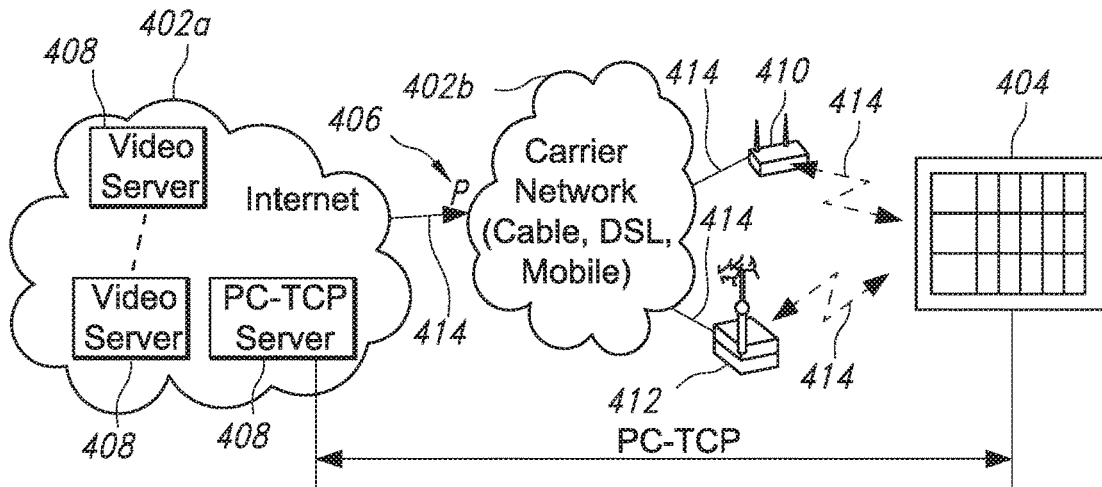 402a
408
Video
Server
Internet
Video
Server
PC-TCP
Server
408
408
406
P
414
402b
Carrier
Network
(Cable, DSL,
Mobile)
414
410
414
414
412
414
404
PC-TCP